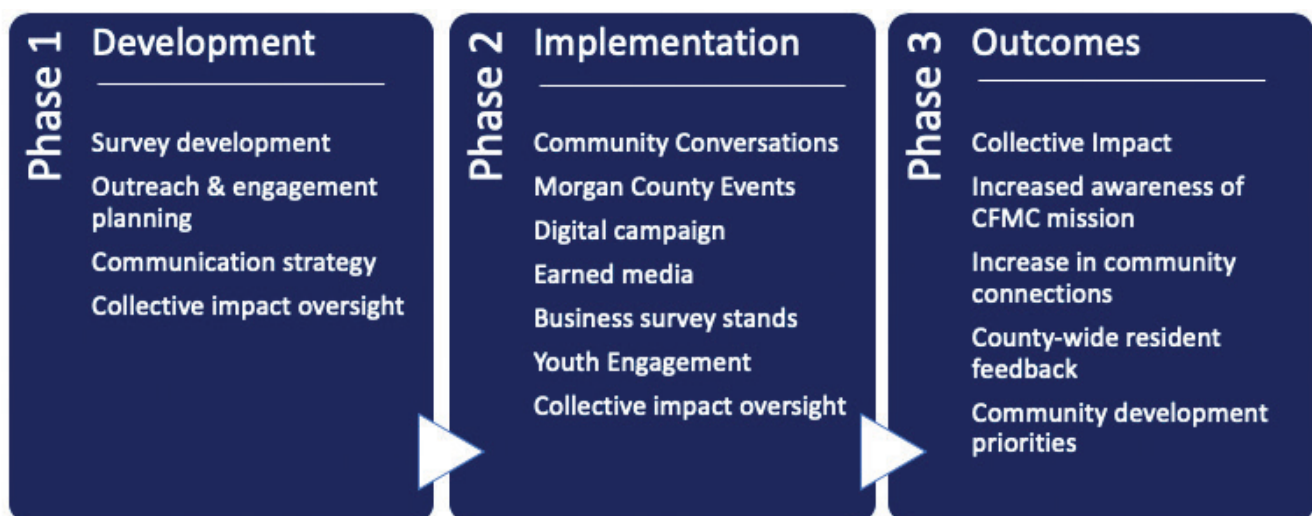 Phase 1
Development
Survey development
Outreach & engagement
planning
Communication strategy
Collective impact oversight
Phase 2
Implementation
Community Conversations
Morgan County Events
Digital campaign
Earned media
Business survey stands
Youth Engagement
Collective impact oversight
Phase 3
Outcomes
Collective Impact
Increased awareness of
CFMC mission
Increase in community
connections
County-wide resident
feedback
Community development
priorities